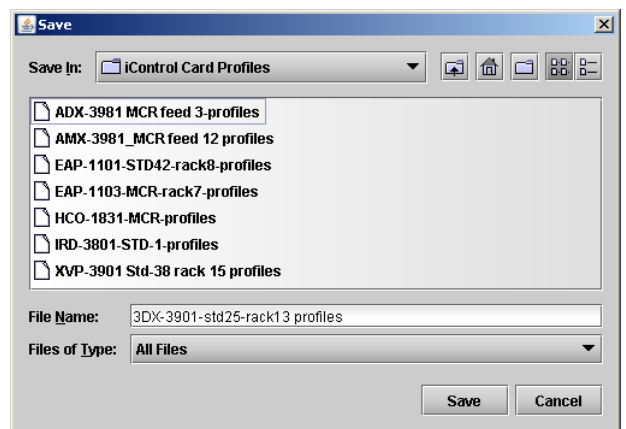 Save
Save In: iControl Card Profiles
ADX-3981 MCR feed 3-profiles
AMX-3981_MCR feed 12 profiles
EAP-1101-STD42-rack8-profiles
EAP-1103-MCR-rack7-profiles
HCO-1831-MCR-profiles
IRD-3801-STD-1-profiles
XVP-3901 Std-38 rack 15 profiles
File Name: 3DX-3901-std25-rack13 profiles
Files of Type: All Files
Save Cancel